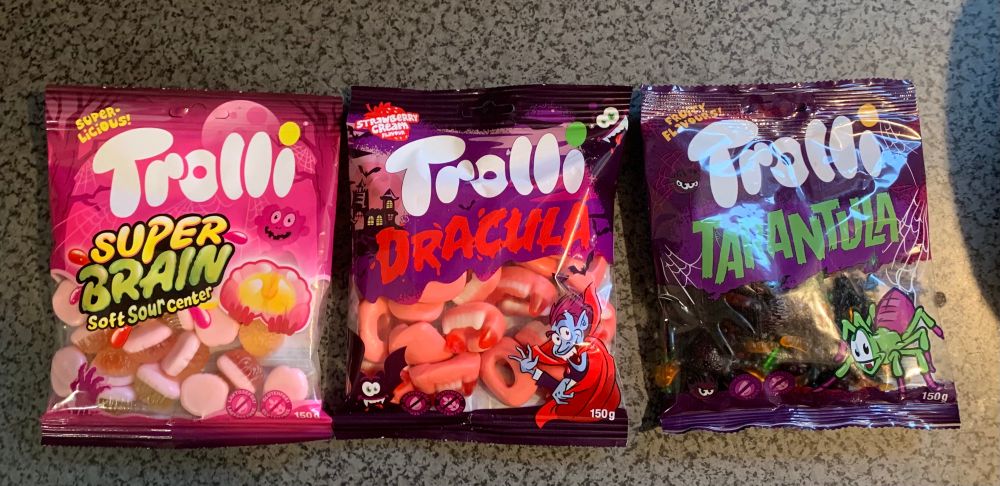 SUPER-
LICIOUS!
Trolli
SUPER
BRAIN
Soft Sour Center
150g
STRAWBERRY
CREAM
FLAVOUR
Trolli
DRACULA
150g
FRUITY
FLAVOURS!
Trolli
TARANTULA
150g